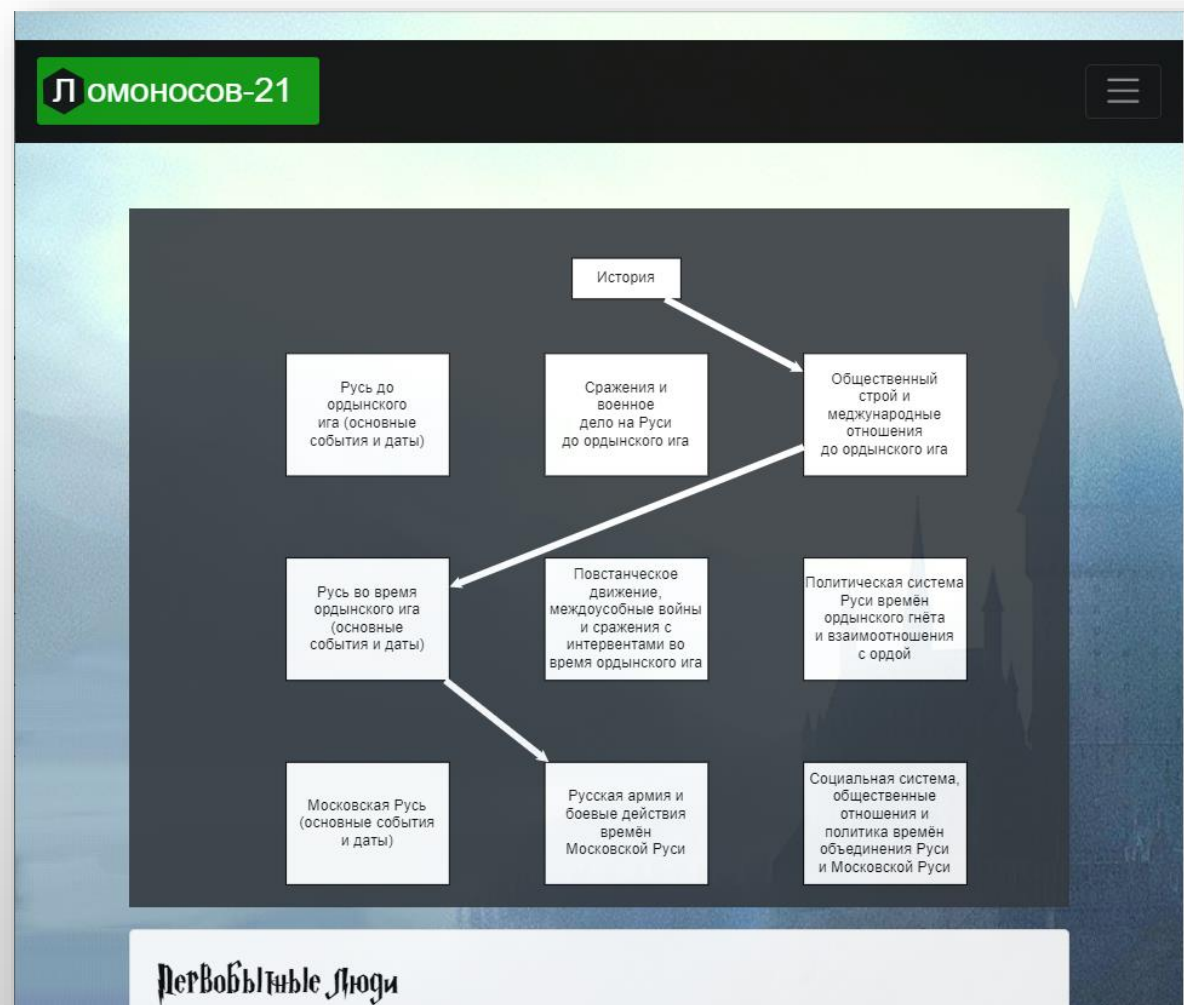 Ломоносов-21
История
Русь до
ордынского
ига (основные
события и даты)
Сражения и
военное
дело на Руси
до ордынского ига
Общественный
строй и
меджународные
отношения
до ордынского ига
Русь во время
ордынского ига
(основные
события и даты)
Повстанческое
движение,
междоусобные войны
и сражения с
интервентами во
время ордынского ига
Политическая система
Руси времён
ордынского гнёта
и взаимоотношения
с ордой
Московская Русь
(основные события
и даты)
Русская армия и
боевые действия
времён
Московской Руси
Социальная система,
общественные
отношения и
политика времён
объединения Руси
и Московской Руси
Первобытные люди